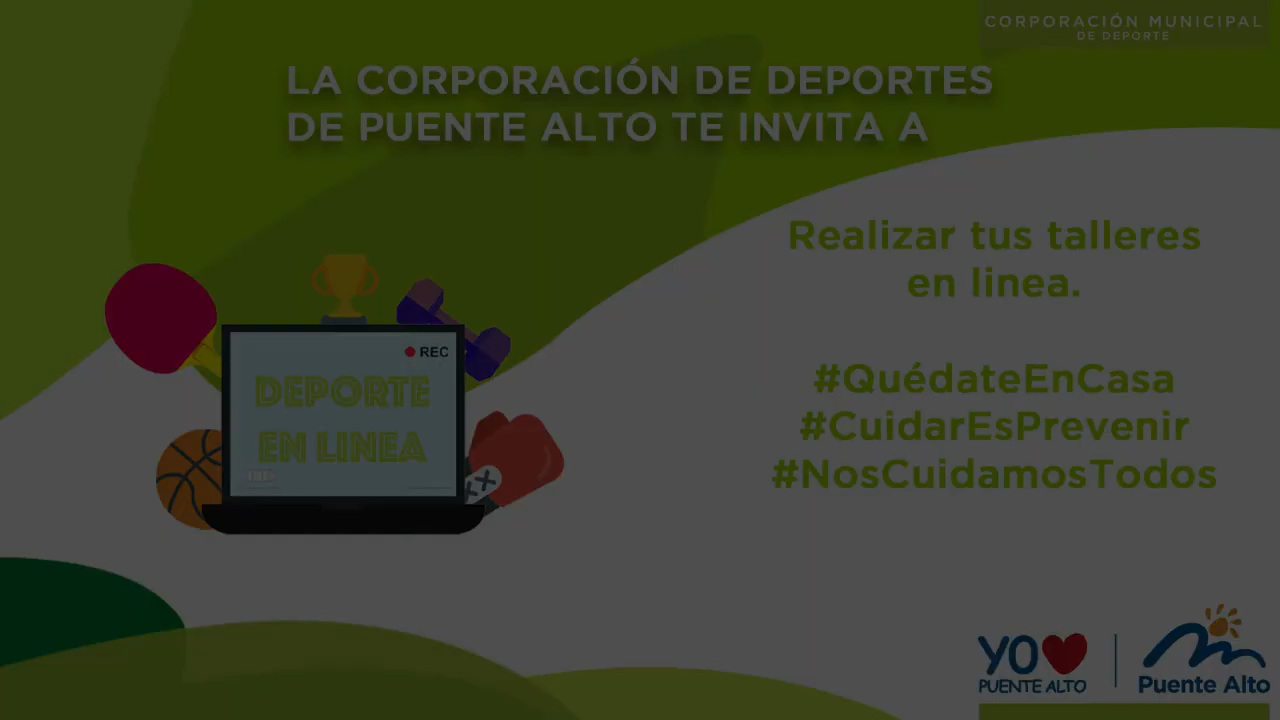 CORPORACIÓN MUNICIPAL
DE DEPORTE
LA CORPORACIÓN DE DEPORTES
DE PUENTE ALTO TE INVITA A
Realizar tus talleres
en linea.
#QuédateEnCasa
#CuidarEsPrevenir
#NosCuidamosTodos
REC
DEPORTE
EN LINEA
YO
PUENTE ALTO
Puente Alto